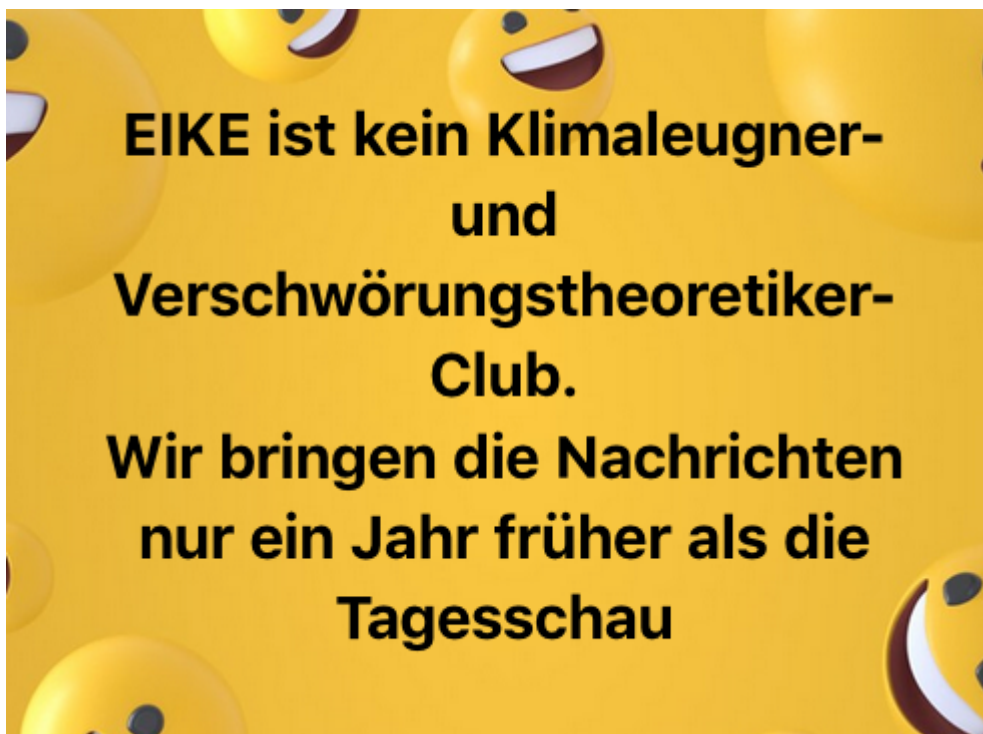 EIKE ist kein Klimaleugner-
und
Verschwörungstheoretiker-
Club.
Wir bringen die Nachrichten
nur ein Jahr früher als die
Tagesschau